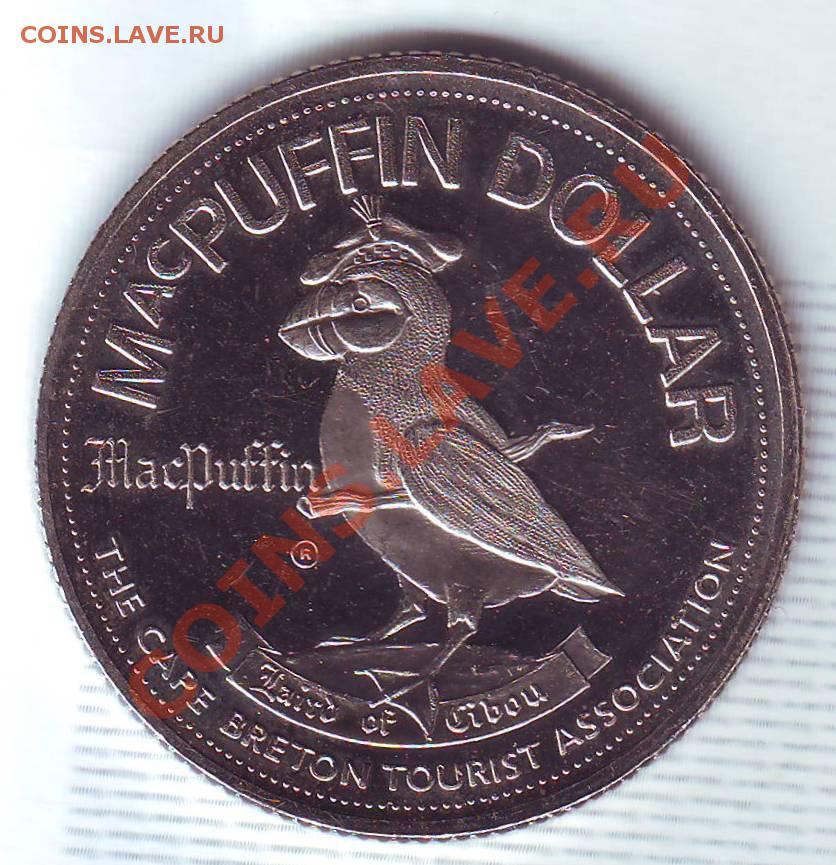 COINS.LAVE.RU
MACPUFFIN DOLLAR
MacPuffin
®
Laird of Cibou
THE CAPE BRETON TOURIST ASSOCIATION
COINS.LAVE.RU